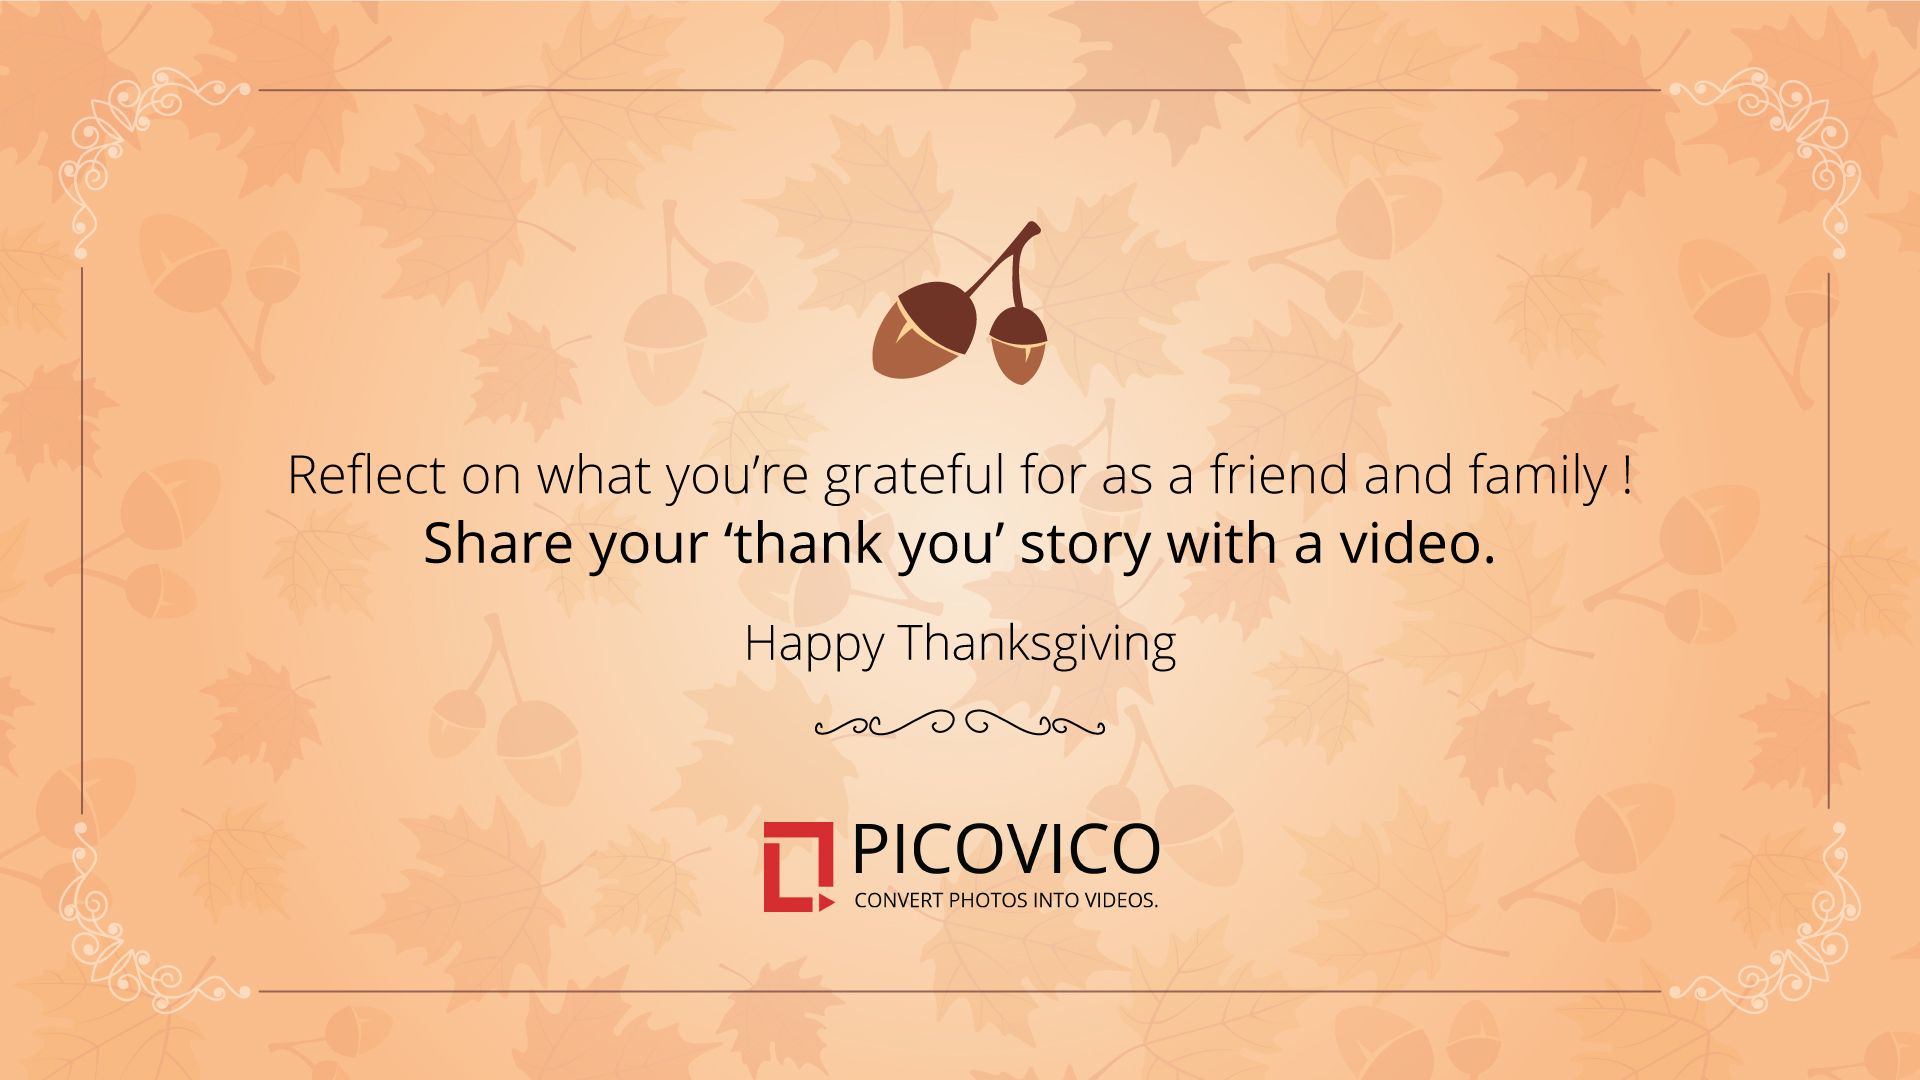 Reflect on what you’re grateful for as a friend and family !
Share your ‘thank you’ story with a video.
Happy Thanksgiving
PICOVICO
CONVERT PHOTOS INTO VIDEOS.